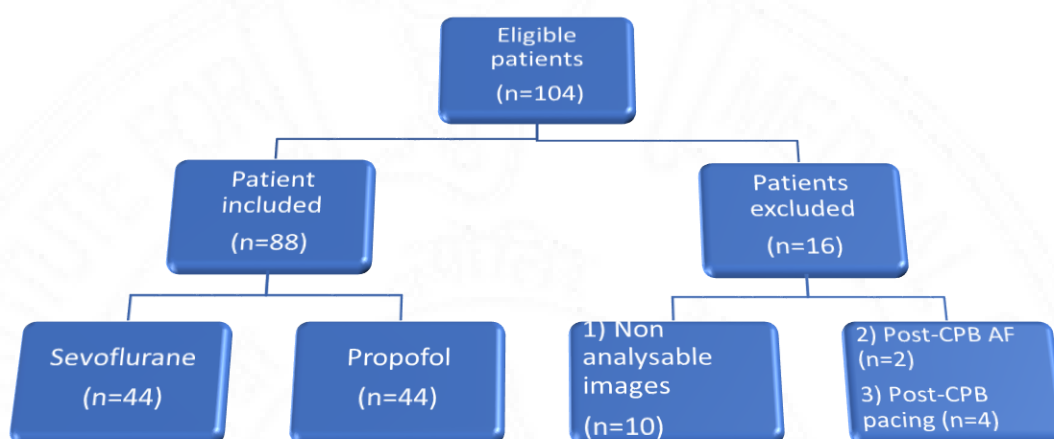 Eligible
patients
(n=104)
Patient
included
(n=88)
Patients
excluded
(n=16)
Sevoflurane
(n=44)
Propofol
(n=44)
1) Non
analysable
images
(n=10)
2) Post-CPB AF
(n=2)
3) Post-CPB
pacing (n=4)